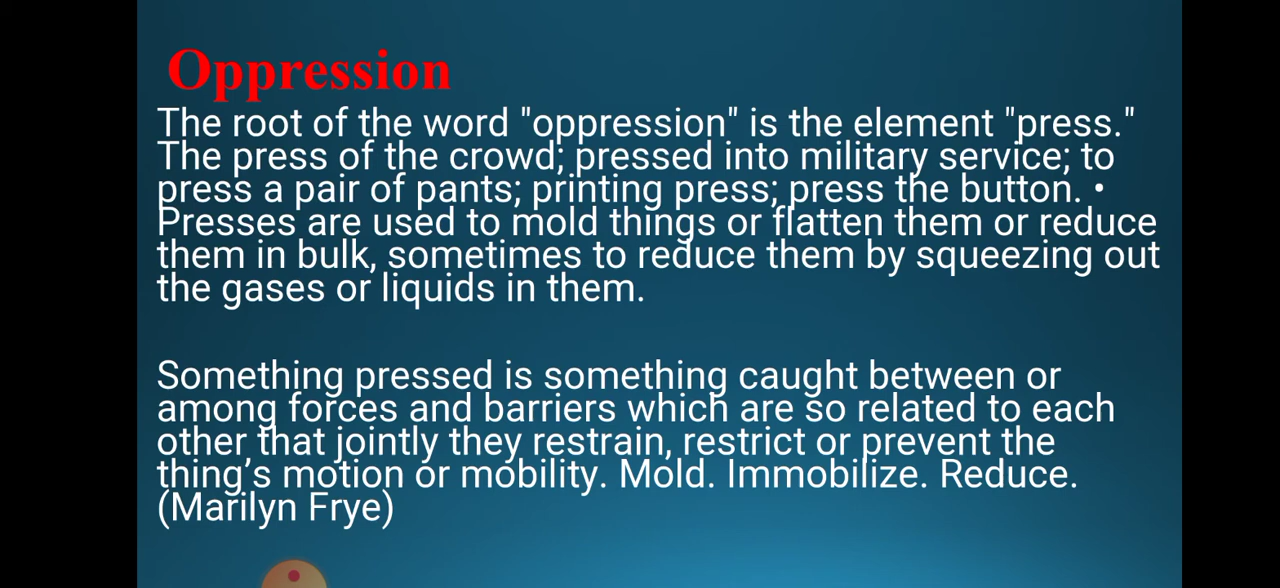 Oppression
The root of the word "oppression" is the element "press."
The press of the crowd; pressed into military service; to
press a pair of pants; printing press; press the button. •
Presses are used to mold things or flatten them or reduce
them in bulk, sometimes to reduce them by squeezing out
the gases or liquids in them.
Something pressed is something caught between or
among forces and barriers which are so related to each
other that jointly they restrain, restrict or prevent the
thing’s motion or mobility. Mold. Immobilize. Reduce.
(Marilyn Frye)